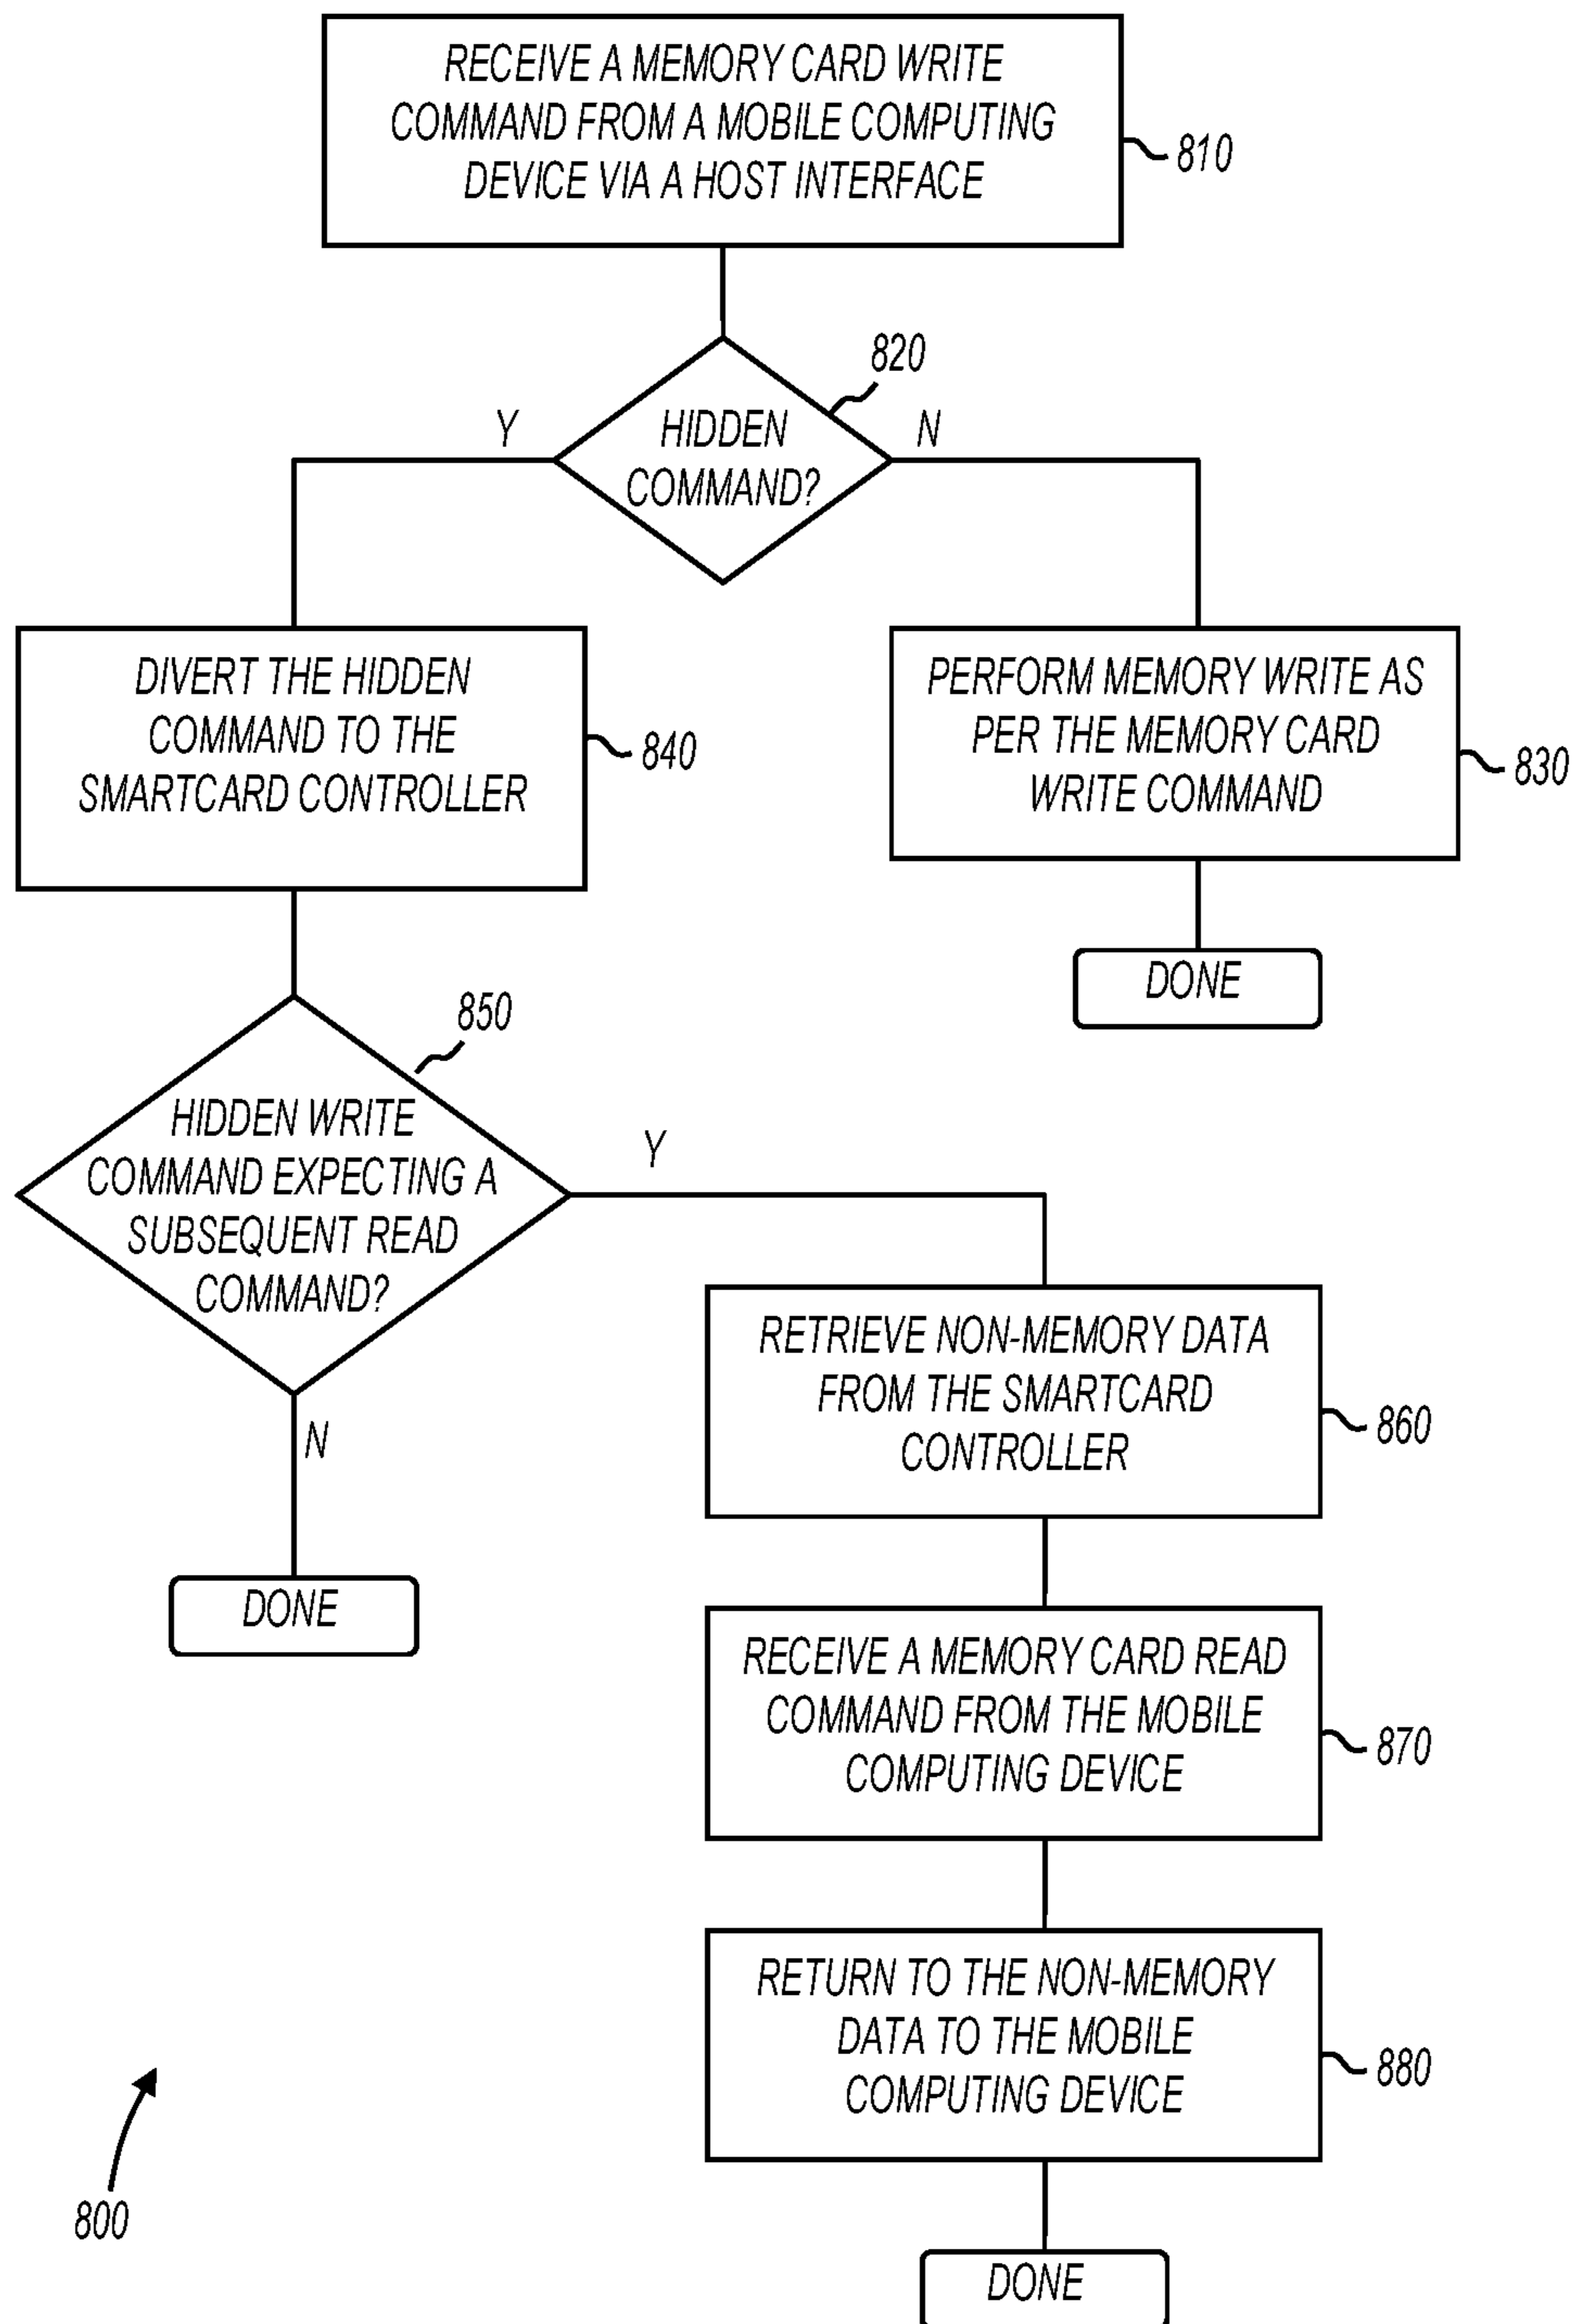 RECEIVE A MEMORY CARD WRITE
COMMAND FROM A MOBILE COMPUTING
DEVICE VIA A HOST INTERFACE
810
820
Y
HIDDEN
COMMAND?
N
DIVERT THE HIDDEN
COMMAND TO THE
SMARTCARD CONTROLLER
840
PERFORM MEMORY WRITE AS
PER THE MEMORY CARD
WRITE COMMAND
830
DONE
850
HIDDEN WRITE
COMMAND EXPECTING A
SUBSEQUENT READ
COMMAND?
Y
N
DONE
RETRIEVE NON-MEMORY DATA
FROM THE SMARTCARD
CONTROLLER
860
RECEIVE A MEMORY CARD READ
COMMAND FROM THE MOBILE
COMPUTING DEVICE
870
RETURN TO THE NON-MEMORY
DATA TO THE MOBILE
COMPUTING DEVICE
880
800
DONE